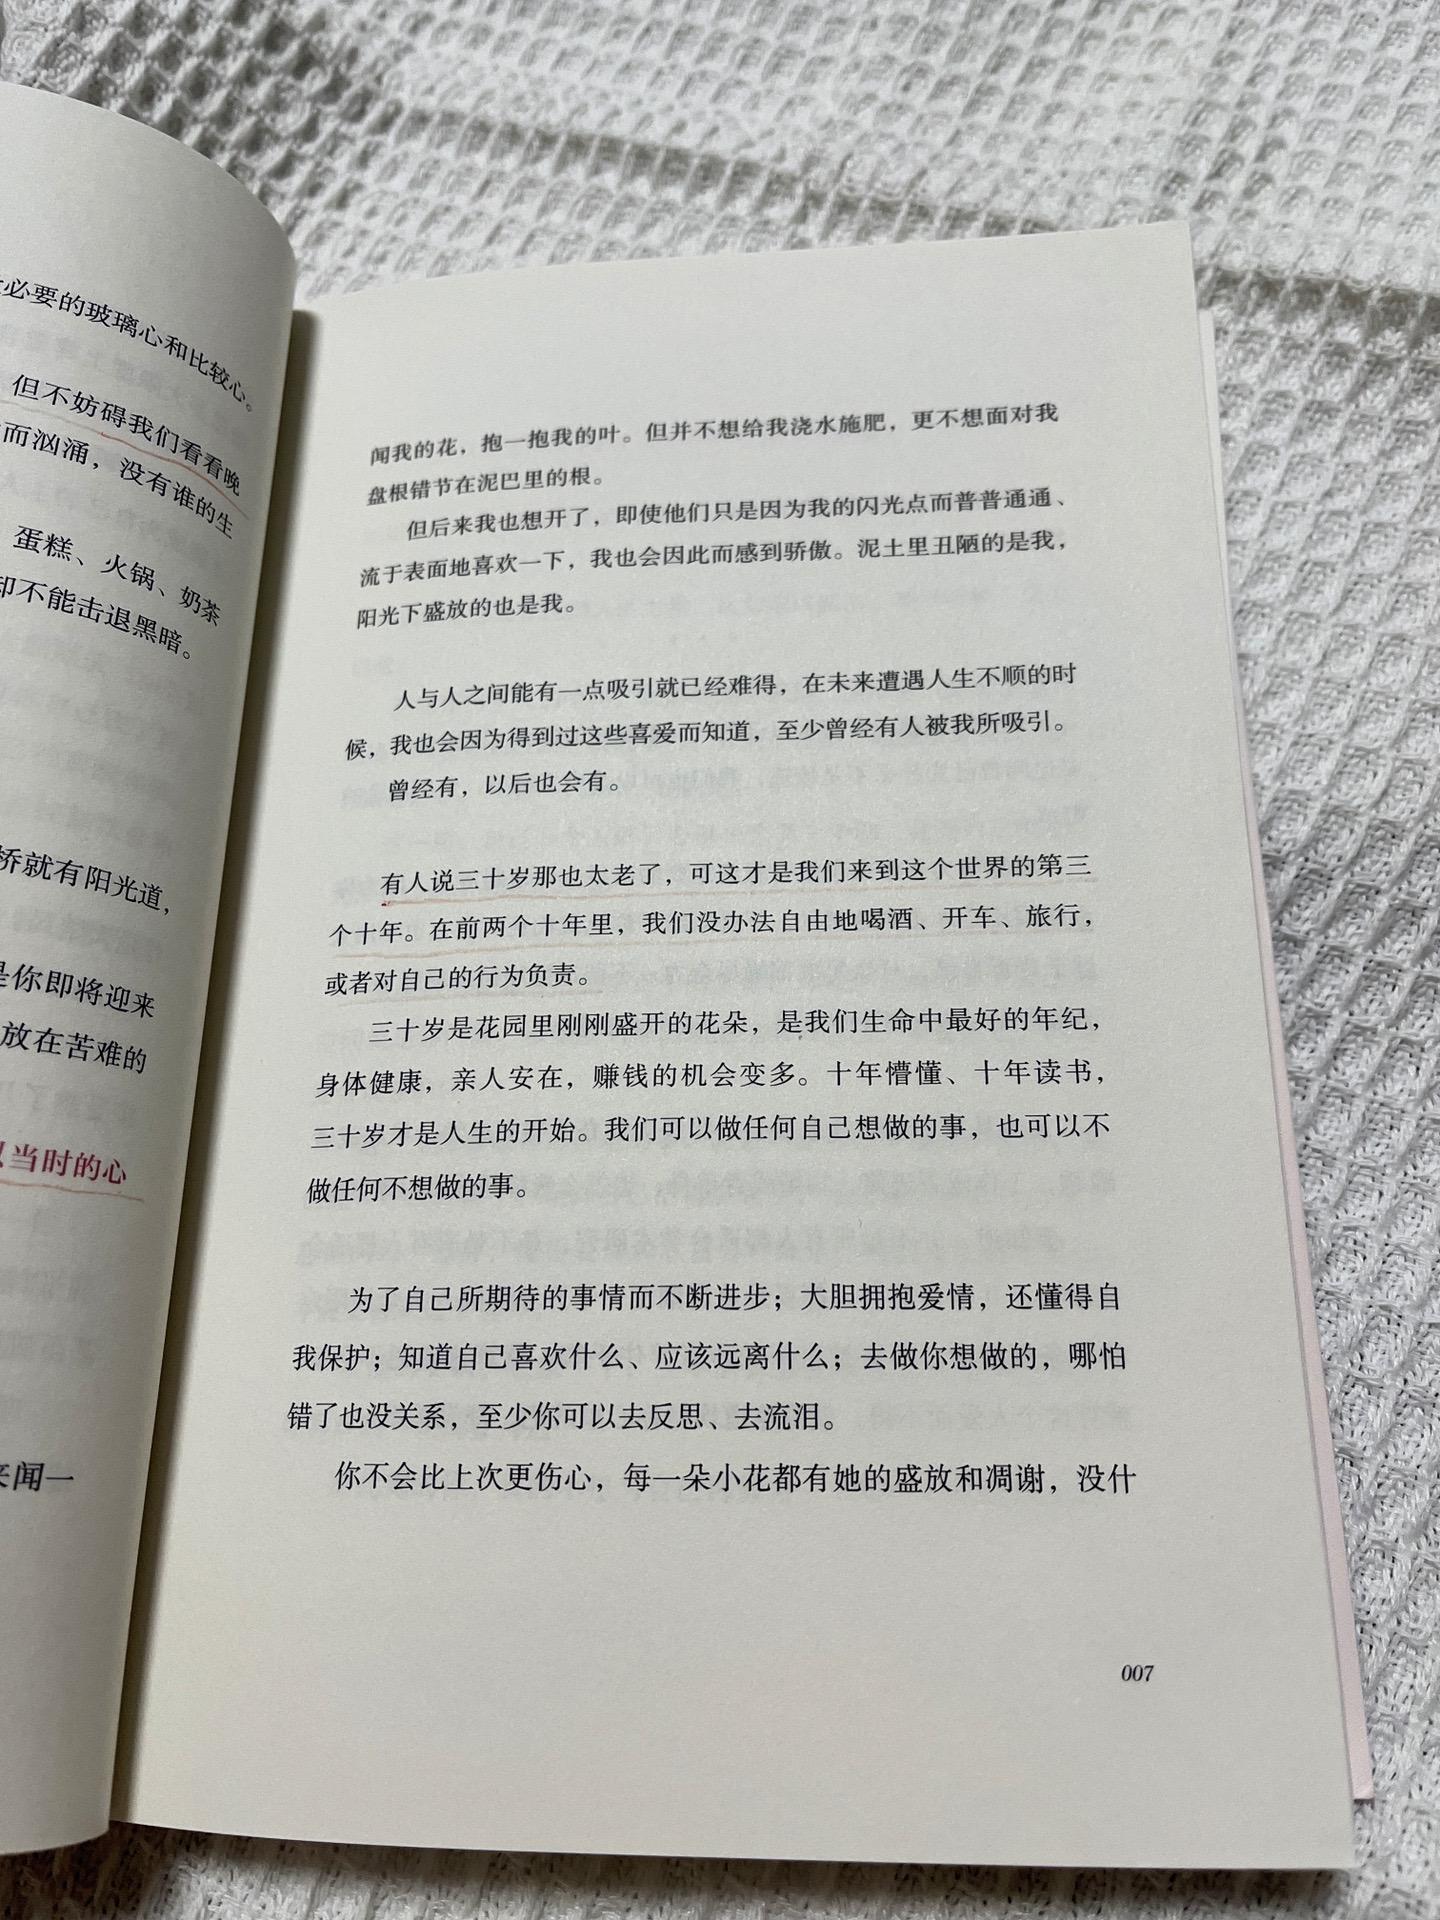 必要的玻璃心和比较心。
但不妨碍我们看看晚
而汹涌，没有谁的生
蛋糕、火锅、奶茶
却不能击退黑暗。
桥就有阳光道，
是你即将迎来
放在苦难的
当时的心
来闻一
闻我的花，抱一抱我的叶。但并不想给我浇水施肥，更不想面对我
盘根错节在泥巴里的根。
但后来我也想开了，即使他们只是因为我的闪光点而普普通通、
流于表面地喜欢一下，我也会因此而感到骄傲。泥土里丑陋的是我，
阳光下盛放的也是我。
人与人之间能有一点吸引就已经难得，在未来遭遇人生不顺的时
候，我也会因为得到过这些喜爱而知道，至少曾经有人被我所吸引。
曾经有，以后也会有。
有人说三十岁那也太老了，可这才是我们来到这个世界的第三
个十年。在前两个十年里，我们没办法自由地喝酒、开车、旅行，
或者对自己的行为负责。
三十岁是花园里刚刚盛开的花朵，是我们生命中最好的年纪，
身体健康，亲人安在，赚钱的机会变多。十年懵懂、十年读书，
三十岁才是人生的开始。我们可以做任何自己想做的事，也可以不
做任何不想做的事。
为了自己所期待的事情而不断进步；大胆拥抱爱情，还懂得自
我保护；知道自己喜欢什么、应该远离什么；去做你想做的，哪怕
错了也没关系，至少你可以去反思、去流泪。
你不会比上次更伤心，每一朵小花都有她的盛放和凋谢，没什
007